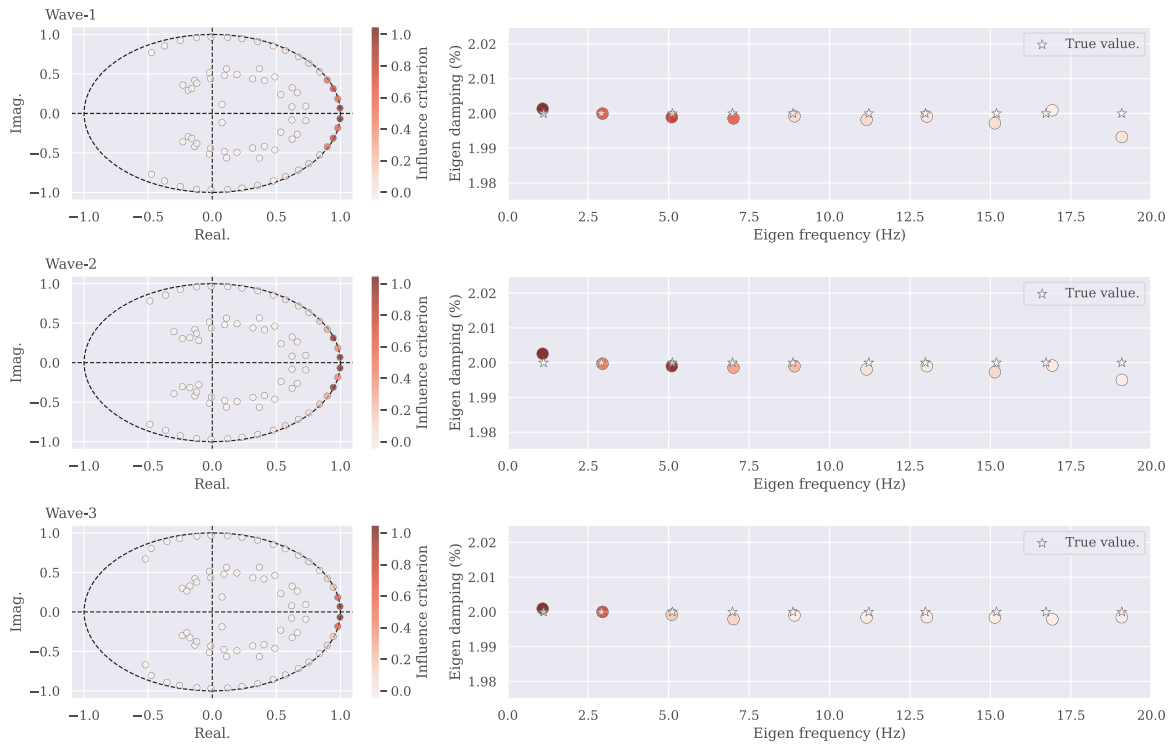 Wave-1
1.0
0.5
0.0
−0.5
−1.0
Imag.
−1.0 −0.5 0.0 0.5 1.0
Real.
1.0
0.8
0.6
0.4
0.2
0.0
Influence criterion
2.02
2.01
2.00
1.99
1.98
Eigen damping (%)
True value.
0.0 2.5 5.0 7.5 10.0 12.5 15.0 17.5 20.0
Eigen frequency (Hz)
Wave-2
1.0
0.5
0.0
−0.5
−1.0
Imag.
−1.0 −0.5 0.0 0.5 1.0
Real.
1.0
0.8
0.6
0.4
0.2
0.0
Influence criterion
2.02
2.01
2.00
1.99
1.98
Eigen damping (%)
True value.
0.0 2.5 5.0 7.5 10.0 12.5 15.0 17.5 20.0
Eigen frequency (Hz)
Wave-3
1.0
0.5
0.0
−0.5
−1.0
Imag.
−1.0 −0.5 0.0 0.5 1.0
Real.
1.0
0.8
0.6
0.4
0.2
0.0
Influence criterion
2.02
2.01
2.00
1.99
1.98
Eigen damping (%)
True value.
0.0 2.5 5.0 7.5 10.0 12.5 15.0 17.5 20.0
Eigen frequency (Hz)